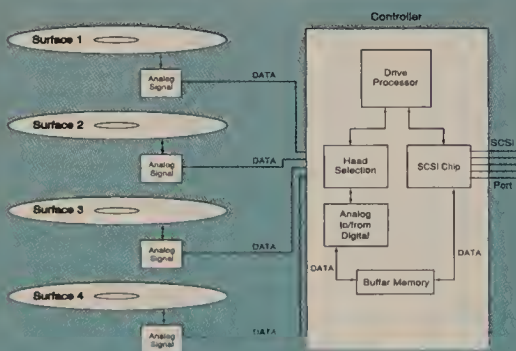 Controller
Surface 1
Analog
Signal
DATA
Drive
Processor
Surface 2
Analog
Signal
DATA
Head
Selection
SCSI Chip
SCSI
Port
Surface 3
Analog
Signal
DATA
Analog
to/from
Digital
DATA
DATA
Buffer Memory
Surface 4
Analog
Signal
DATA